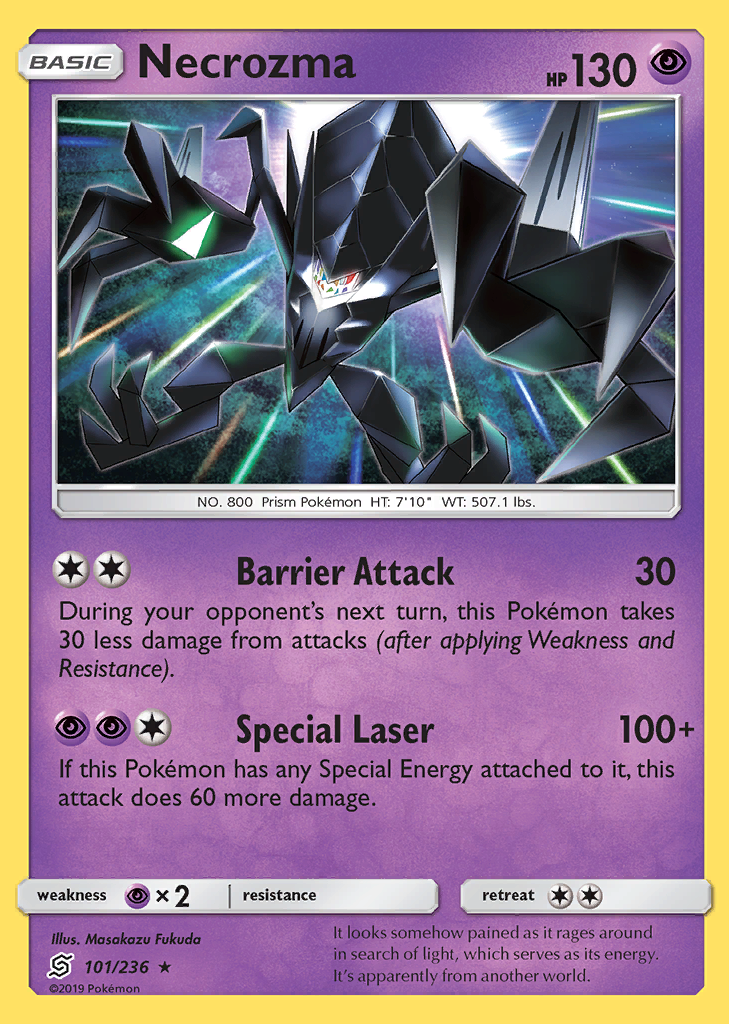 BASIC Necrozma HP 130
NO. 800 Prism Pokémon HT: 7'10" WT: 507.1 lbs.
Barrier Attack 30
During your opponent's next turn, this Pokémon takes
30 less damage from attacks (after applying Weakness and
Resistance).
Special Laser 100+
If this Pokémon has any Special Energy attached to it, this
attack does 60 more damage.
weakness × 2 resistance retreat
Illus. Masakazu Fukuda
101/236 ★
©2019 Pokémon
It looks somehow pained as it rages around
in search of light, which serves as its energy.
It's apparently from another world.